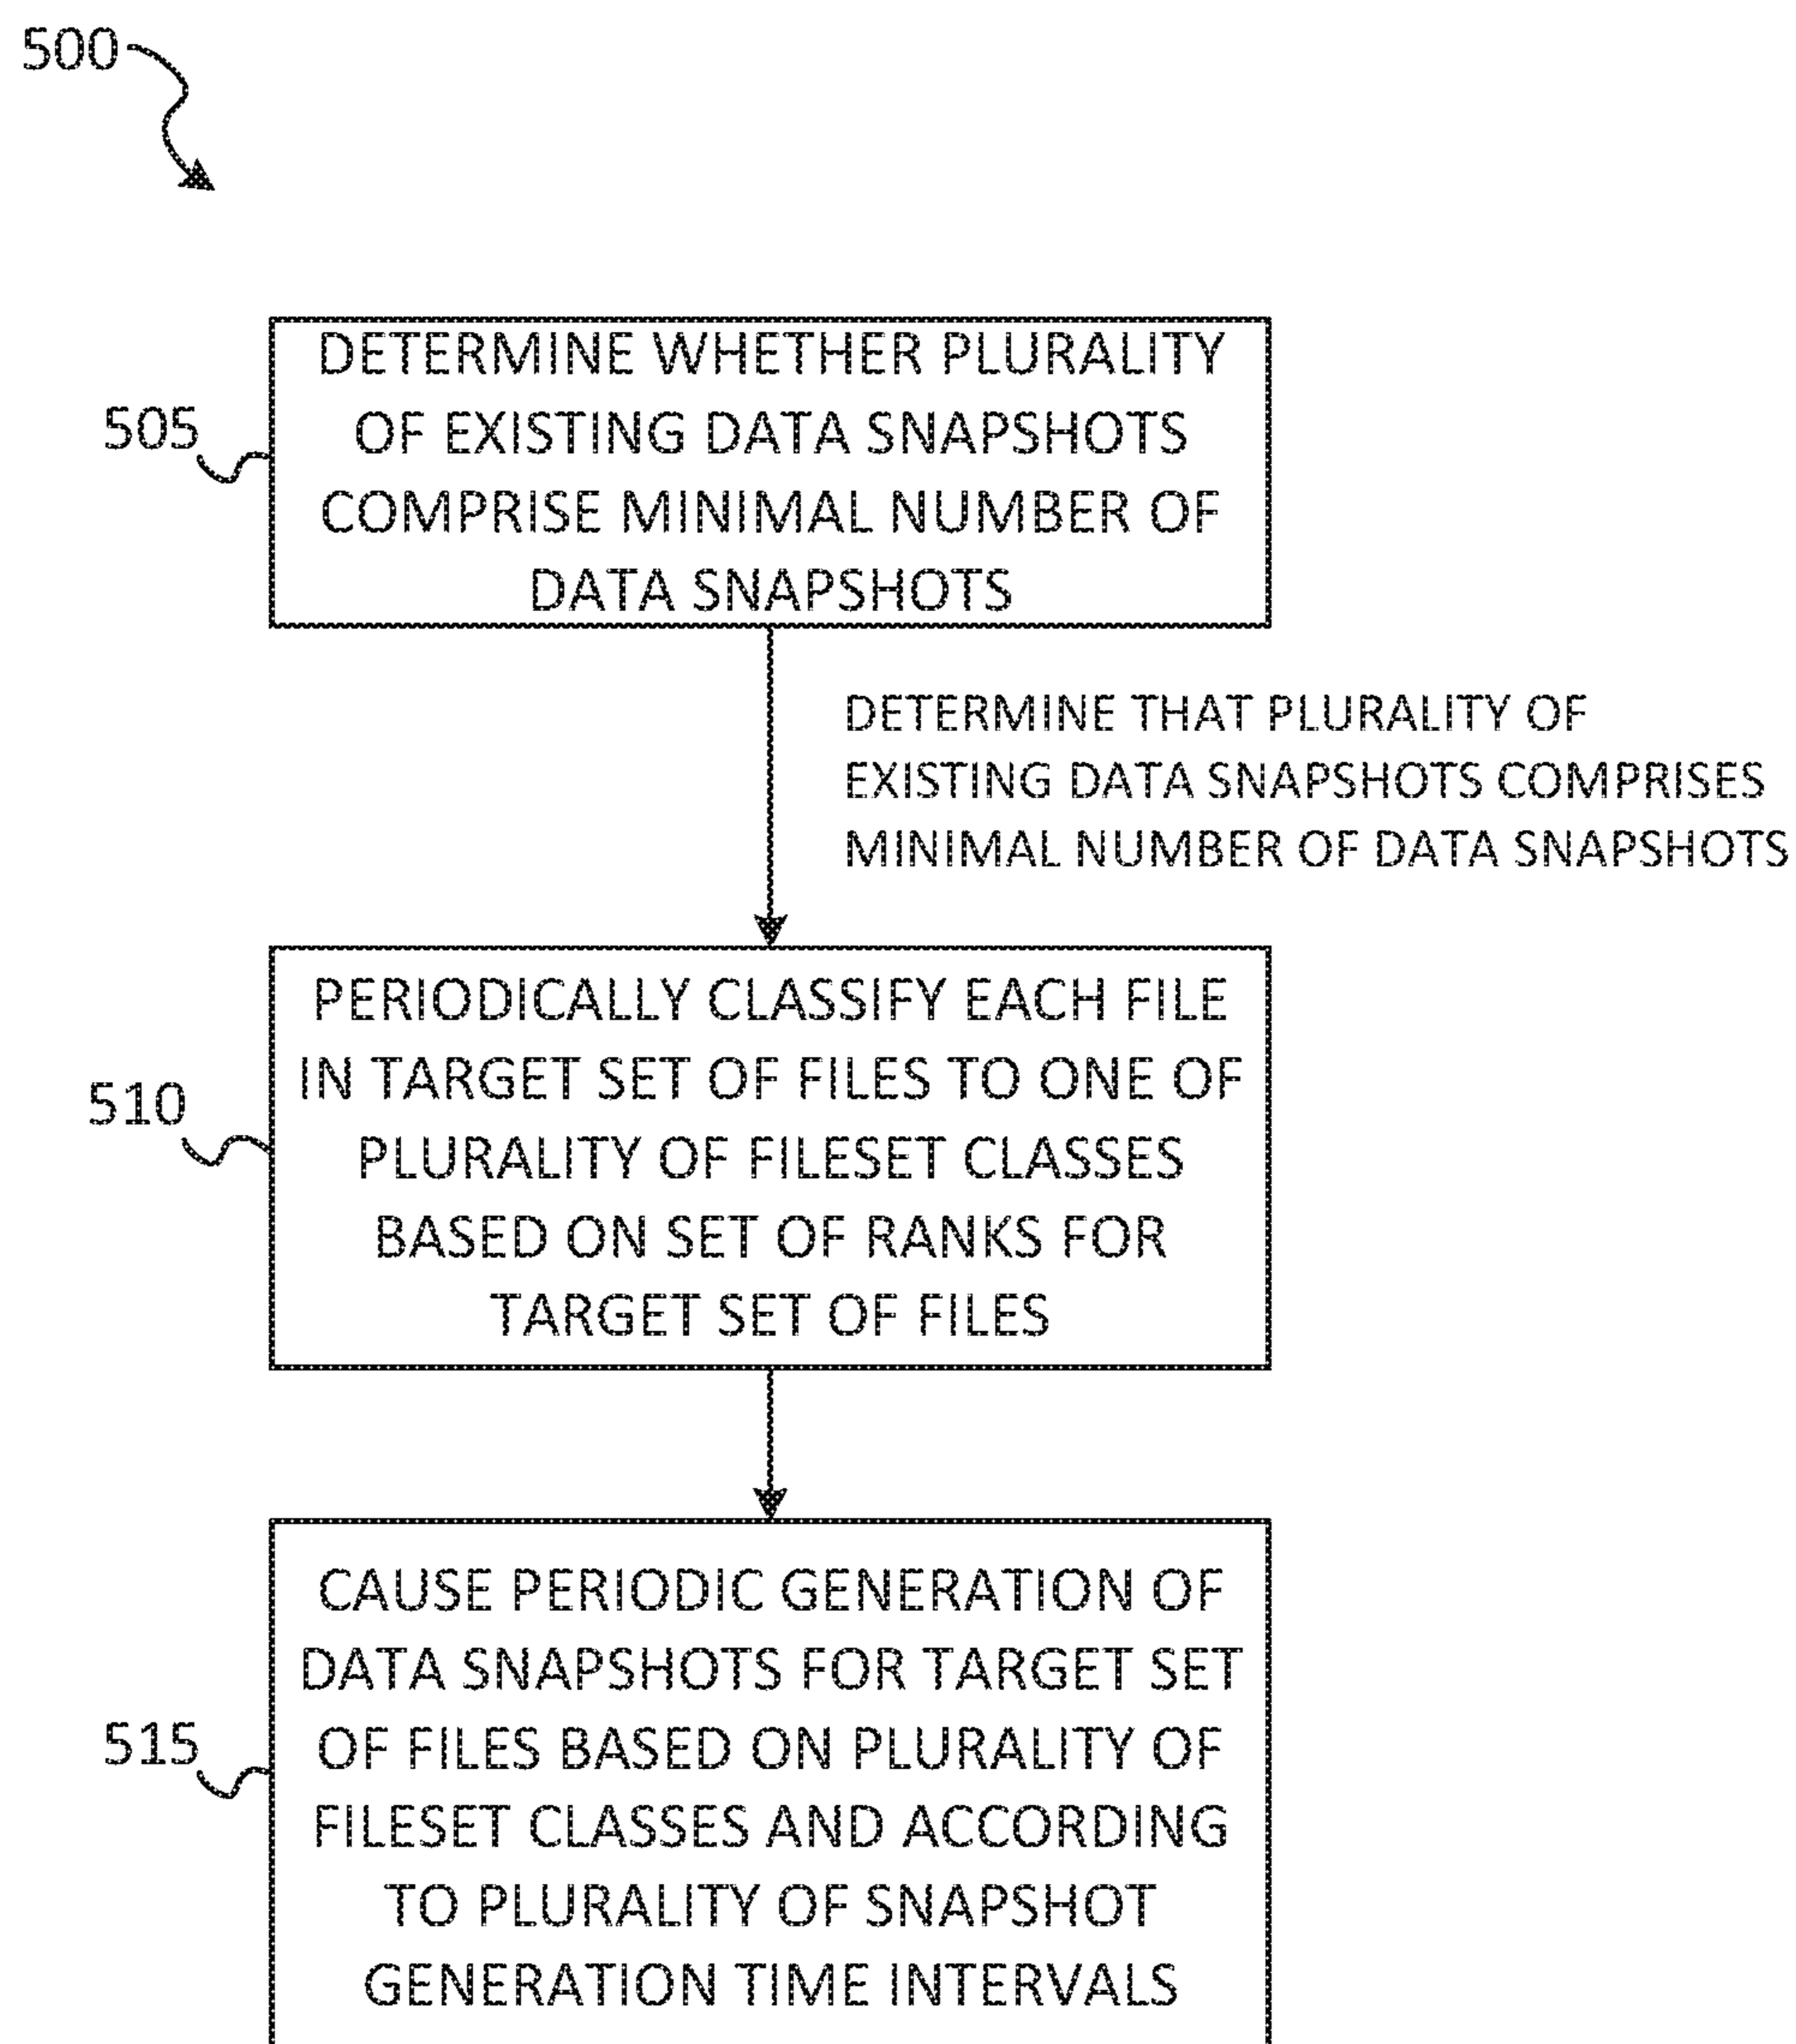 500
DETERMINE WHETHER PLURALITY
OF EXISTING DATA SNAPSHOTS
COMPRISE MINIMAL NUMBER OF
DATA SNAPSHOTS
505
DETERMINE THAT PLURALITY OF
EXISTING DATA SNAPSHOTS COMPRISES
MINIMAL NUMBER OF DATA SNAPSHOTS
PERIODICALLY CLASSIFY EACH FILE
IN TARGET SET OF FILES TO ONE OF
PLURALITY OF FILESET CLASSES
BASED ON SET OF RANKS FOR
TARGET SET OF FILES
510
CAUSE PERIODIC GENERATION OF
DATA SNAPSHOTS FOR TARGET SET
OF FILES BASED ON PLURALITY OF
FILESET CLASSES AND ACCORDING
TO PLURALITY OF SNAPSHOT
GENERATION TIME INTERVALS
515